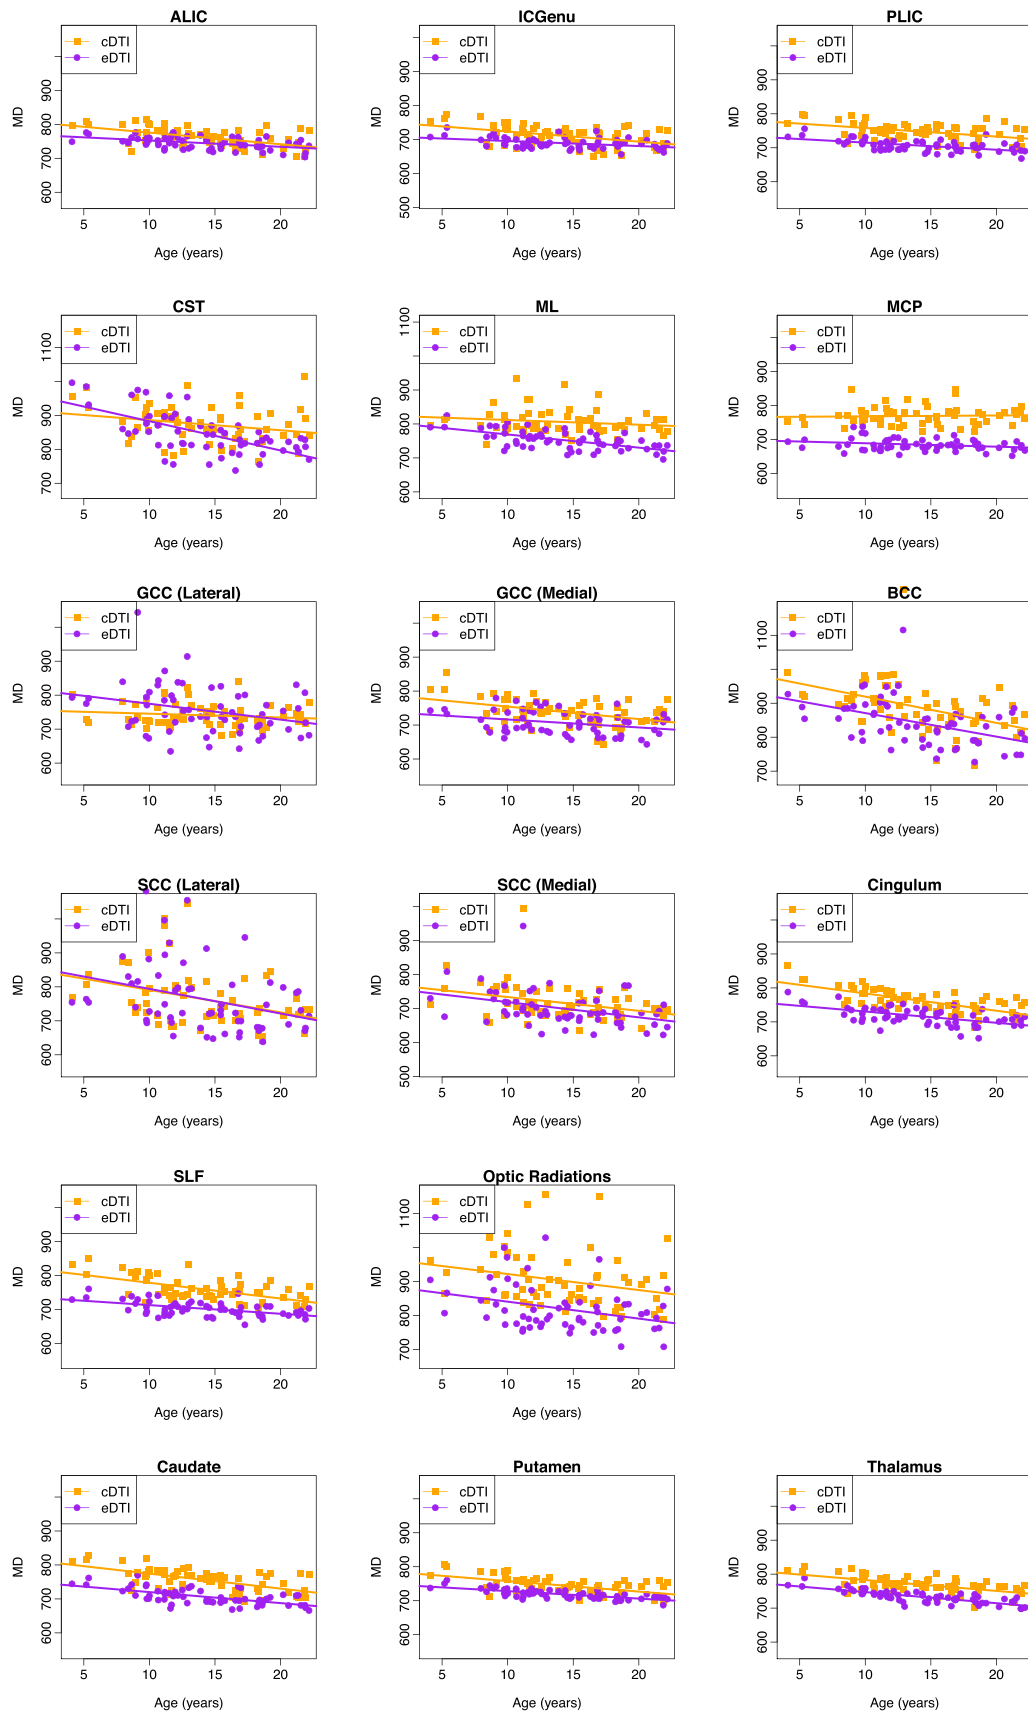 ALIC ICGenu PLIC
cDTI cDTI cDTI
eDTI eDTI eDTI
MD 600 700 800 900 MD 500 600 700 800 900 MD 600 700 800 900
5 10 15 20 5 10 15 20 5 10 15 20
Age (years) Age (years) Age (years)
CST ML MCP
cDTI cDTI cDTI
eDTI eDTI eDTI
MD 700 800 900 1100 MD 600 700 800 900 1100 MD 600 700 800 900
5 10 15 20 5 10 15 20 5 10 15 20
Age (years) Age (years) Age (years)
GCC (Lateral) GCC (Medial) BCC
cDTI cDTI cDTI
eDTI eDTI eDTI
MD 600 700 800 900 MD 600 700 800 900 MD 700 800 900 1100
5 10 15 20 5 10 15 20 5 10 15 20
Age (years) Age (years) Age (years)
SCC (Lateral) SCC (Medial) Cingulum
cDTI cDTI cDTI
eDTI eDTI eDTI
MD 600 700 800 900 MD 500 600 700 800 900 MD 600 700 800 900
5 10 15 20 5 10 15 20 5 10 15 20
Age (years) Age (years) Age (years)
SLF Optic Radiations
cDTI cDTI
eDTI eDTI
MD 600 700 800 900 MD 700 800 900 1100
5 10 15 20 5 10 15 20
Age (years) Age (years)
Caudate Putamen Thalamus
cDTI cDTI cDTI
eDTI eDTI eDTI
MD 600 700 800 900 MD 600 700 800 900 MD 600 700 800 900
5 10 15 20 5 10 15 20 5 10 15 20
Age (years) Age (years) Age (years)